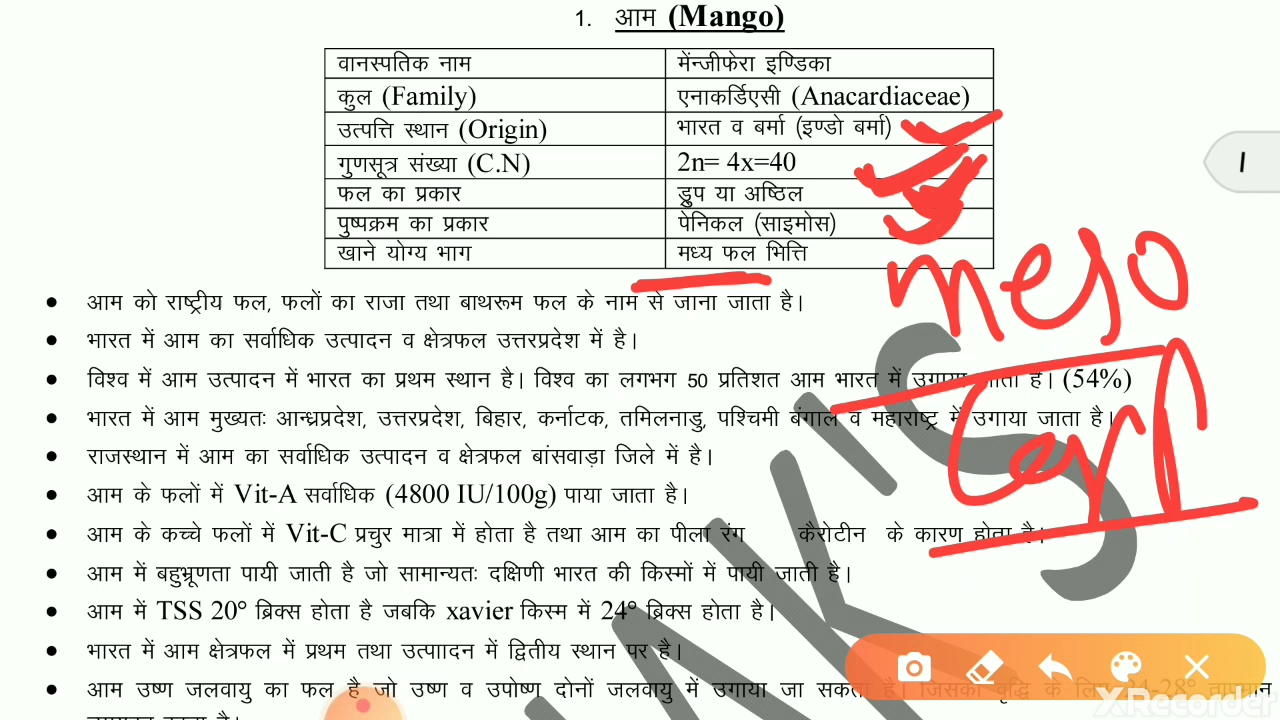 1. आम (Mango)
वानस्पतिक नाम मेंन्जीफेरा इण्डिका
कुल (Family) एनाकर्डिएसी (Anacardiaceae)
उत्पत्ति स्थान (Origin) भारत व बर्मा (इण्डो बर्मा)
गुणसूत्र संख्या (C.N) 2n= 4x=40
फल का प्रकार ड्रुप या अष्ठिल
पुष्पक्रम का प्रकार पेनिकल (साइमोस)
खाने योग्य भाग मध्य फल भित्ति
meso
carp
• आम को राष्ट्रीय फल, फलों का राजा तथा बाथरूम फल के नाम से जाना जाता है।
• भारत में आम का सर्वाधिक उत्पादन व क्षेत्रफल उत्तरप्रदेश में है।
• विश्व में आम उत्पादन में भारत का प्रथम स्थान है। विश्व का लगभग 50 प्रतिशत आम भारत में उगाया जाता है। (54%)
• भारत में आम मुख्यतः आन्ध्रप्रदेश, उत्तरप्रदेश, बिहार, कर्नाटक, तमिलनाडु, पश्चिमी बंगाल व महाराष्ट्र में उगाया जाता है।
• राजस्थान में आम का सर्वाधिक उत्पादन व क्षेत्रफल बांसवाड़ा जिले में है।
• आम के फलों में Vit-A सर्वाधिक (4800 IU/100g) पाया जाता है।
• आम के कच्चे फलों में Vit-C प्रचुर मात्रा में होता है तथा आम का पीला रंग कैरोटीन के कारण होता है।
• आम में बहुभ्रूणता पायी जाती है जो सामान्यतः दक्षिणी भारत की किस्मों में पायी जाती है।
• आम में TSS 20° ब्रिक्स होता है जबकि xavier किस्म में 24° ब्रिक्स होता है।
• भारत में आम क्षेत्रफल में प्रथम तथा उत्पाादन में द्वितीय स्थान पर है।
• आम उष्ण जलवायु का फल है जो उष्ण व उपोष्ण दोनों जलवायु में उगाया जा सकता है। जिसकी वृद्धि के लिए 24-28° तापमान
XRecorder